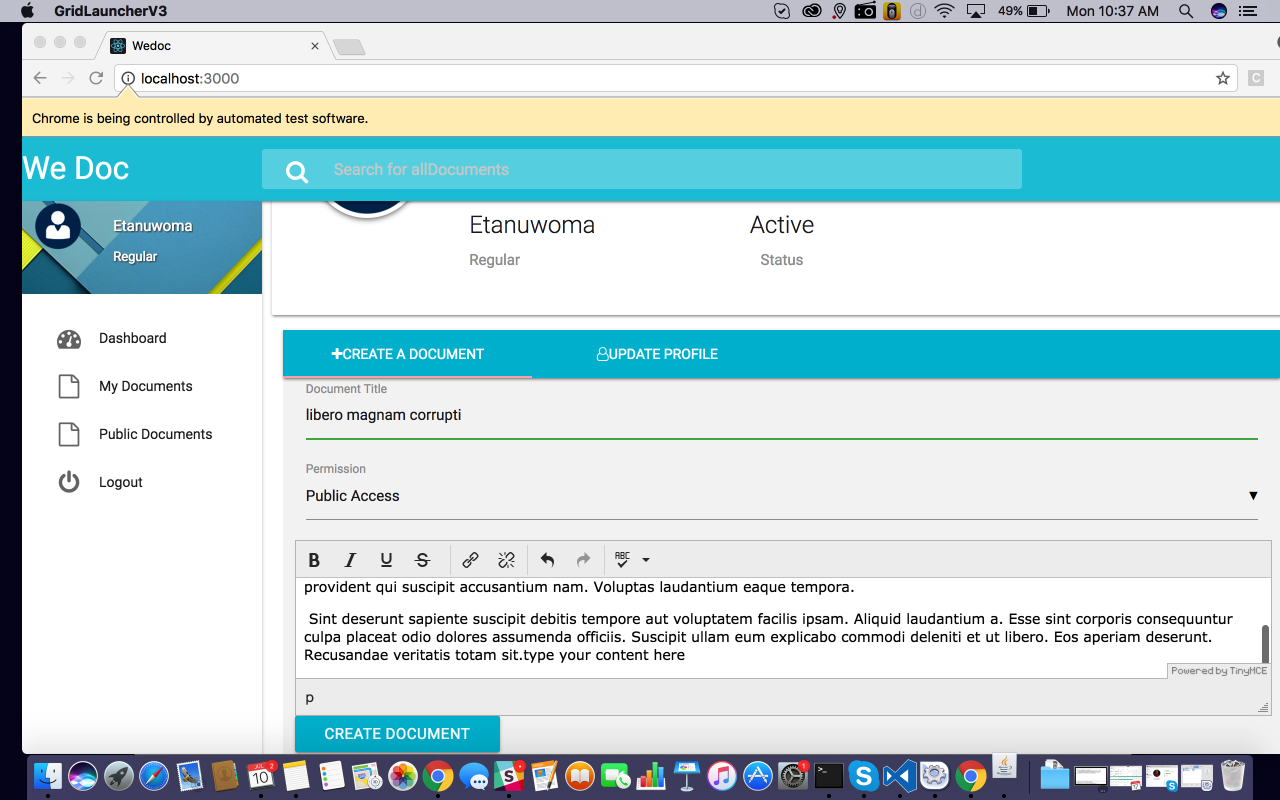 GridLauncherV3
49%
Mon 10:37 AM
Wedoc
localhost:3000
C
Chrome is being controlled by automated test software.
We Doc
Search for allDocuments
Etanuwoma
Regular
Etanuwoma
Active
Regular
Status
Dashboard
My Documents
Public Documents
Logout
CREATE A DOCUMENT
UPDATE PROFILE
Document Title
libero magnam corrupti
Permission
Public Access
B I U S
ABC
provident qui suscipit accusantium nam. Voluptas laudantium eaque tempora.
Sint deserunt sapiente suscipit debitis tempore aut voluptatem facilis ipsam. Aliquid laudantium a. Esse sint corporis consequuntur
culpa placeat odio dolores assumenda officiis. Suscipit ullam eum explicabo commodi deleniti et ut libero. Eos aperiam deserunt.
Recusandae veritatis totam sit.type your content here
Powered by TinyMCE
p
CREATE DOCUMENT
JUL 2
10
1